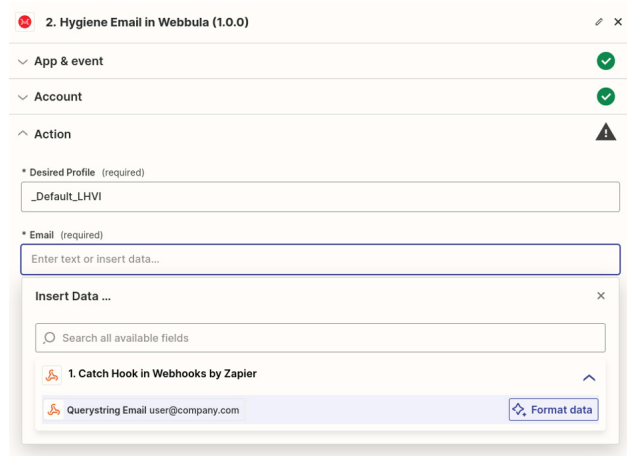 2. Hygiene Email in Webbula (1.0.0)
App & event
Account
Action
* Desired Profile (required)
_Default_LHVI
* Email (required)
Enter text or insert data...
Insert Data ...
Search all available fields
1. Catch Hook in Webhooks by Zapier
Querystring Email user@company.com
Format data